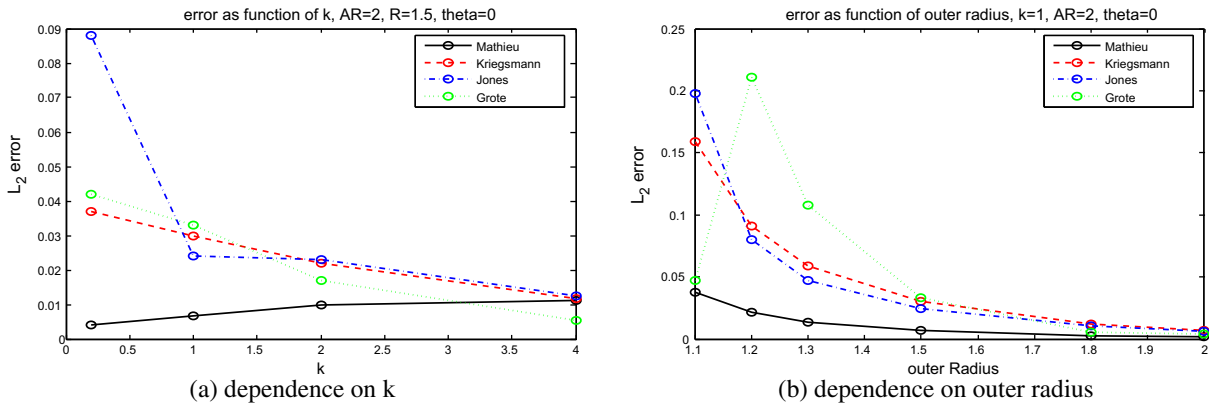 error as function of k, AR=2, R=1.5, theta=0
0.09
0.08
0.07
0.06
0.05
0.04
0.03
0.02
0.01
0
L2 error
Mathieu
Kriegsmann
Jones
Grote
0 0.5 1 1.5 2 2.5 3 3.5 4
k
(a) dependence on k
error as function of outer radius, k=1, AR=2, theta=0
0.25
0.2
0.15
0.1
0.05
0
L2 error
Mathieu
Kriegsmann
Jones
Grote
1.1 1.2 1.3 1.4 1.5 1.6 1.7 1.8 1.9 2
outer Radius
(b) dependence on outer radius